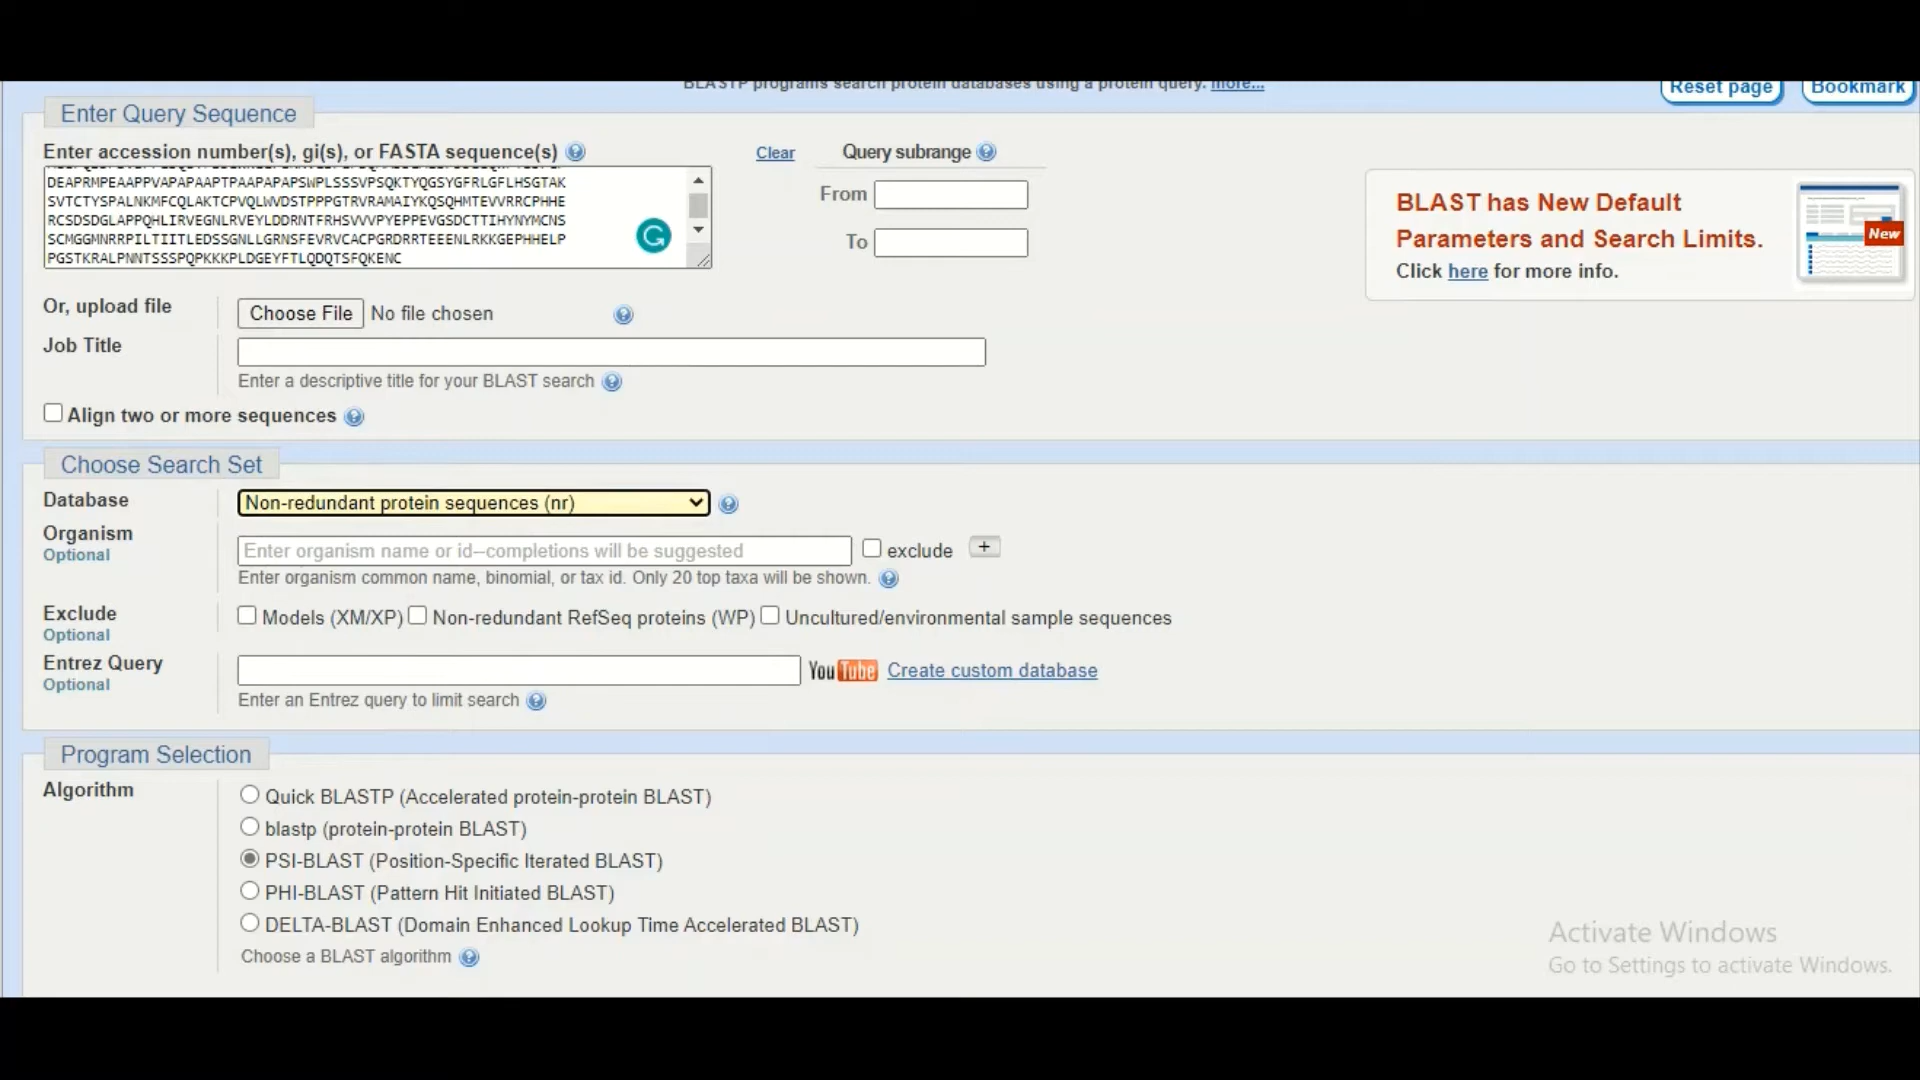 BLASTP programs search protein databases using a protein query. more...
Reset page
Bookmark
Enter Query Sequence
Enter accession number(s), gi(s), or FASTA sequence(s)
Clear
Query subrange
DEAPRMPEAAPPVAPAPAAPTPAAPAPAPSWPLSSSVPSQKTYQGSYGFRLGFLHSGTAK
SVTCTYSPALNKMFCQLAKTCPVQLWVDSTPPPGTRVRAMAIYKQSQHMTEVVRRCPHHE
RCSDSDGLAPPQHLIRVEGNLRVEYLDDRNTFRHSVVVPYEPPEVGSDCTTIHYNYMCNS
SCMGGMNRRPILTIITLEDSSGNLLGRNSFEVRVCACPGRDRRTEEENLRKKGEPHHELP
PGSTKRALPNNTSSSPQPKKKPLDGEYFTLQDQTSFQKENC
From
To
BLAST has New Default
Parameters and Search Limits.
Click here for more info.
New
Or, upload file
Choose File No file chosen
Job Title
Enter a descriptive title for your BLAST search
Align two or more sequences
Choose Search Set
Database
Non-redundant protein sequences (nr)
Organism
Optional
Enter organism name or id--completions will be suggested
exclude
+
Enter organism common name, binomial, or tax id. Only 20 top taxa will be shown.
Exclude
Optional
Models (XM/XP) Non-redundant RefSeq proteins (WP) Uncultured/environmental sample sequences
Entrez Query
Optional
YouTube Create custom database
Enter an Entrez query to limit search
Program Selection
Algorithm
Quick BLASTP (Accelerated protein-protein BLAST)
blastp (protein-protein BLAST)
PSI-BLAST (Position-Specific Iterated BLAST)
PHI-BLAST (Pattern Hit Initiated BLAST)
DELTA-BLAST (Domain Enhanced Lookup Time Accelerated BLAST)
Choose a BLAST algorithm
Activate Windows
Go to Settings to activate Windows.